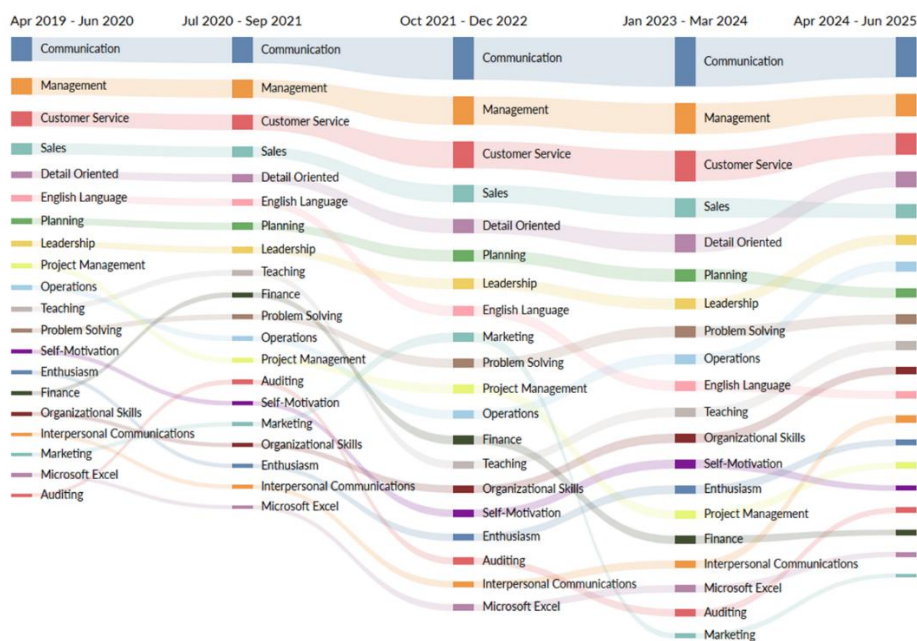 Apr 2019 - Jun 2020
Jul 2020 - Sep 2021
Oct 2021 - Dec 2022
Jan 2023 - Mar 2024
Apr 2024 - Jun 2025
Communication
Management
Customer Service
Sales
Detail Oriented
English Language
Planning
Leadership
Project Management
Operations
Teaching
Problem Solving
Self-Motivation
Enthusiasm
Finance
Organizational Skills
Interpersonal Communications
Marketing
Microsoft Excel
Auditing
Communication
Management
Customer Service
Sales
Detail Oriented
English Language
Planning
Leadership
Teaching
Finance
Problem Solving
Operations
Project Management
Auditing
Self-Motivation
Marketing
Organizational Skills
Enthusiasm
Interpersonal Communications
Microsoft Excel
Communication
Management
Customer Service
Sales
Detail Oriented
Planning
Leadership
English Language
Marketing
Problem Solving
Project Management
Operations
Finance
Teaching
Organizational Skills
Self-Motivation
Enthusiasm
Auditing
Interpersonal Communications
Microsoft Excel
Communication
Management
Customer Service
Sales
Detail Oriented
Planning
Leadership
Problem Solving
Operations
English Language
Teaching
Organizational Skills
Self-Motivation
Enthusiasm
Project Management
Finance
Interpersonal Communications
Microsoft Excel
Auditing
Marketing